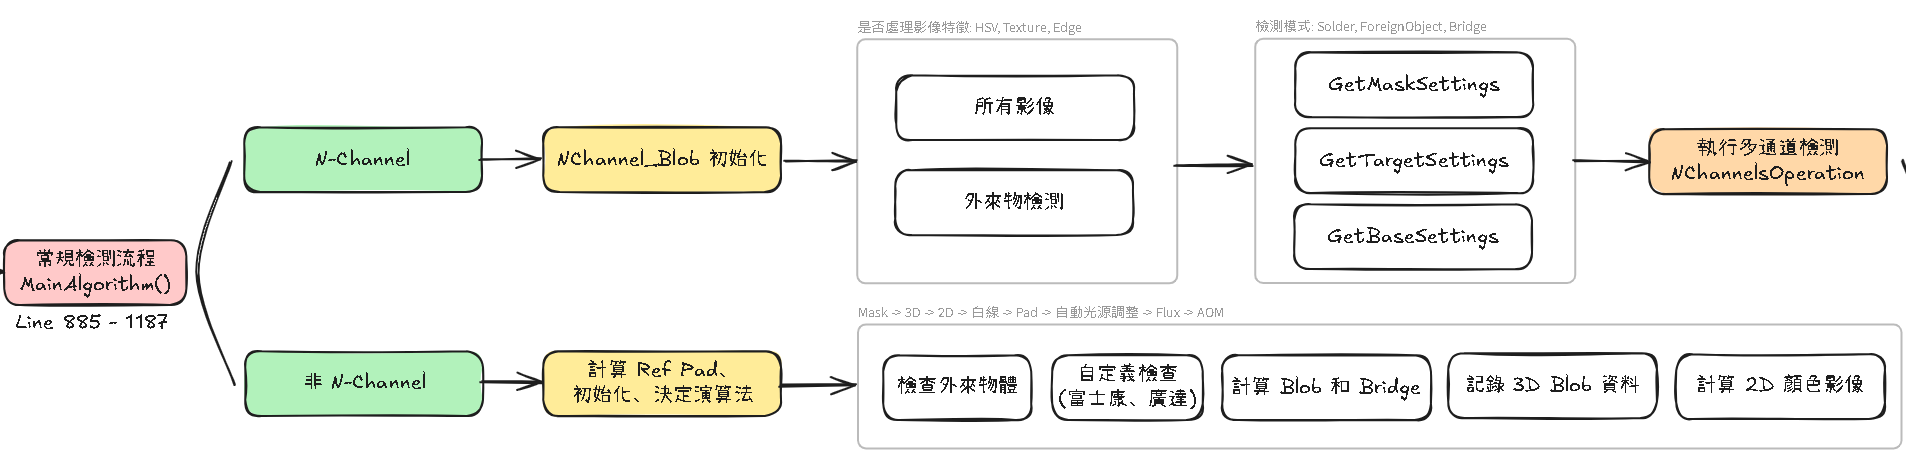 是否處理影像特徵: HSV, Texture, Edge
檢測模式: Solder, ForeignObject, Bridge
所有影像
外來物檢測
GetMaskSettings
GetTargetSettings
GetBaseSettings
N-Channel
NChannel_Blob 初始化
執行多通道檢測
NChannelsOperation
常規檢測流程
MainAlgorithm()
Line 885 - 1187
Mask -> 3D -> 2D -> 白線 -> Pad -> 自動光源調整 -> Flux -> AOM
非 N-Channel
計算 Ref Pad、
初始化、決定演算法
檢查外來物體
自定義檢查
(富士康、廣達)
計算 Blob 和 Bridge
記錄 3D Blob 資料
計算 2D 顏色影像